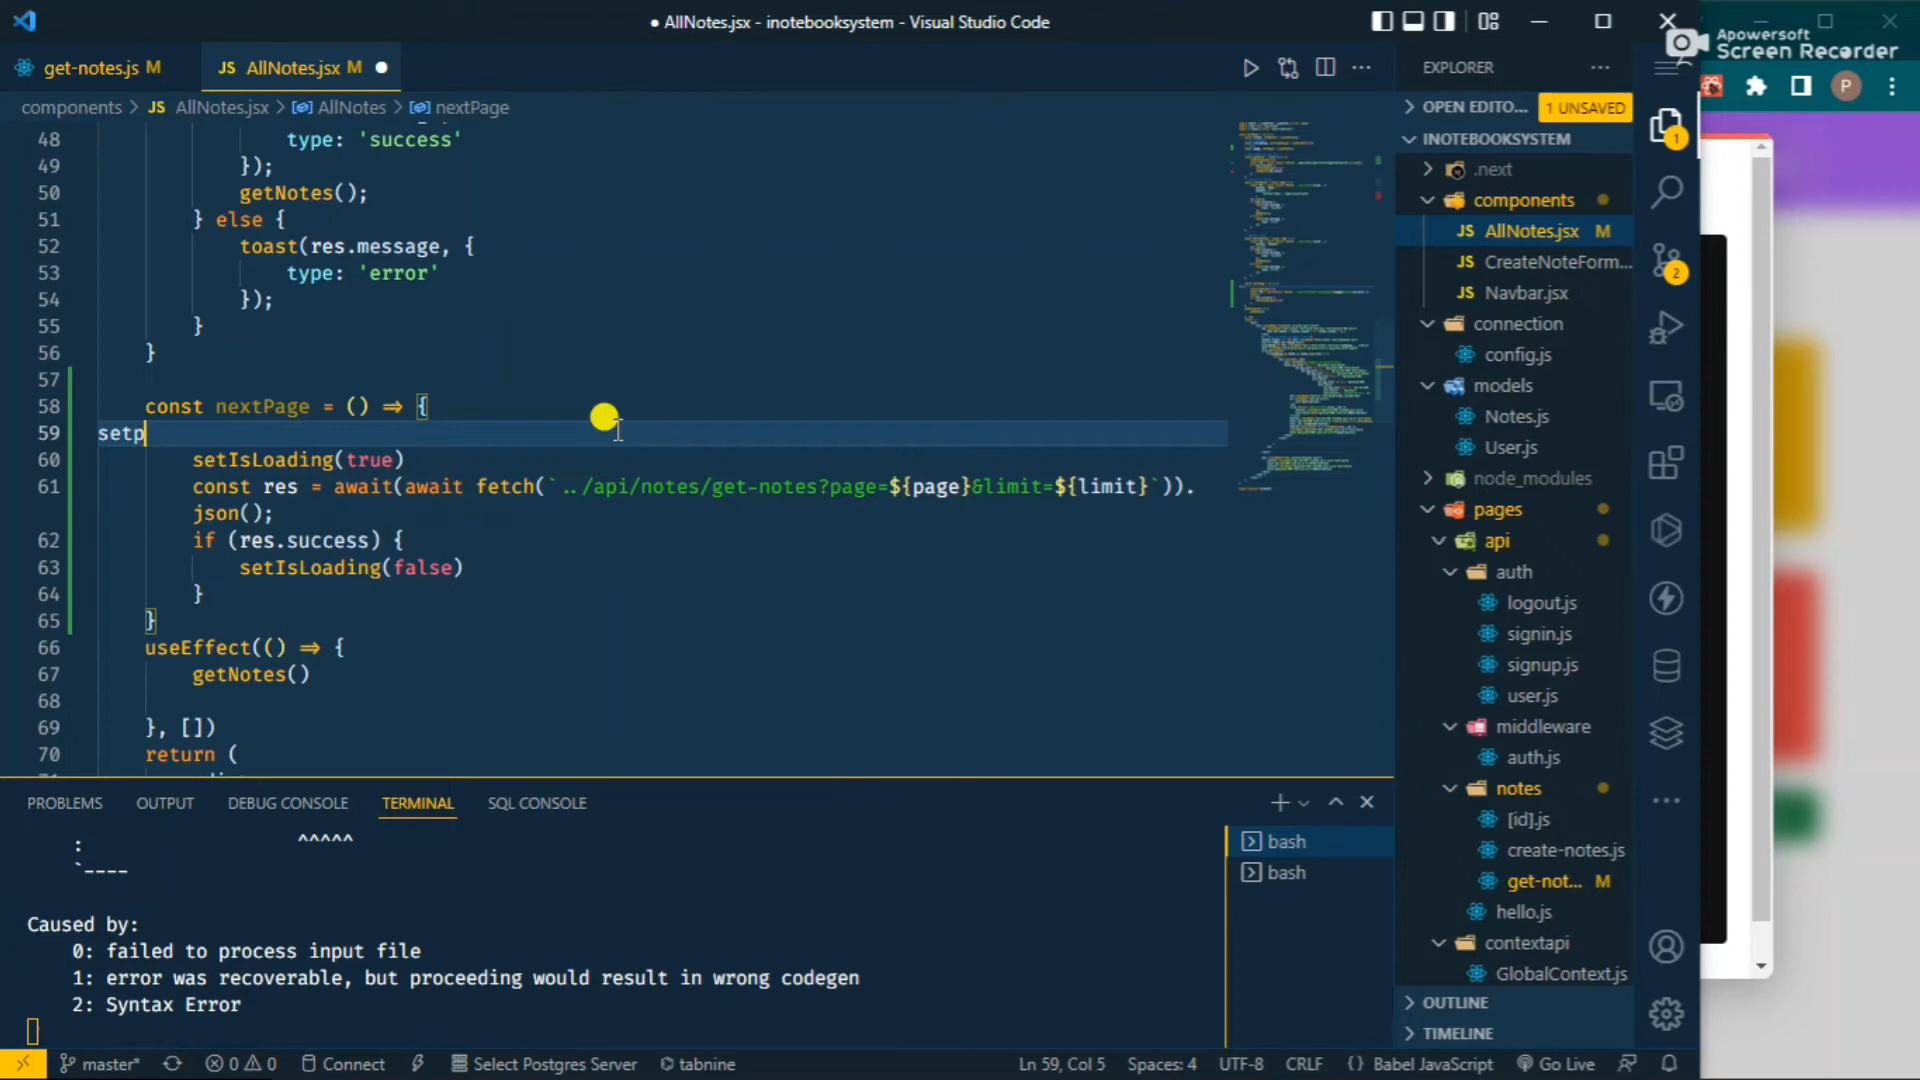 ● AllNotes.jsx - inotebooksystem - Visual Studio Code
Apowersoft
Screen Recorder
get-notes.js M
JS AllNotes.jsx M ●
EXPLORER
P
components > JS AllNotes.jsx > AllNotes > nextPage
OPEN EDITO... 1 UNSAVED
INOTEBOOKSYSTEM
.next
components
JS AllNotes.jsx M
JS CreateNoteForm...
JS Navbar.jsx
connection
config.js
models
Notes.js
User.js
node_modules
pages
api
auth
logout.js
signin.js
signup.js
user.js
middleware
auth.js
notes
[id].js
create-notes.js
get-not... M
hello.js
contextapi
GlobalContext.js
OUTLINE
TIMELINE
1
2
48 type: 'success'
49 });
50 getNotes();
51 } else {
52 toast(res.message, {
53 type: 'error'
54 });
55 }
56 }
57
58 const nextPage = () => {
59 setp
60 setIsLoading(true)
61 const res = await(await fetch(`../api/notes/get-notes?page=${page}&limit=${limit}`)).
json();
62 if (res.success) {
63 setIsLoading(false)
64 }
65 }
66 useEffect(() => {
67 getNotes()
68
69 }, [])
70 return (
PROBLEMS OUTPUT DEBUG CONSOLE TERMINAL SQL CONSOLE
: ^^^^^
`----
Caused by:
0: failed to process input file
1: error was recoverable, but proceeding would result in wrong codegen
2: Syntax Error
bash
bash
master* 0 0 Connect Select Postgres Server tabnine Ln 59, Col 5 Spaces: 4 UTF-8 CRLF {} Babel JavaScript Go Live